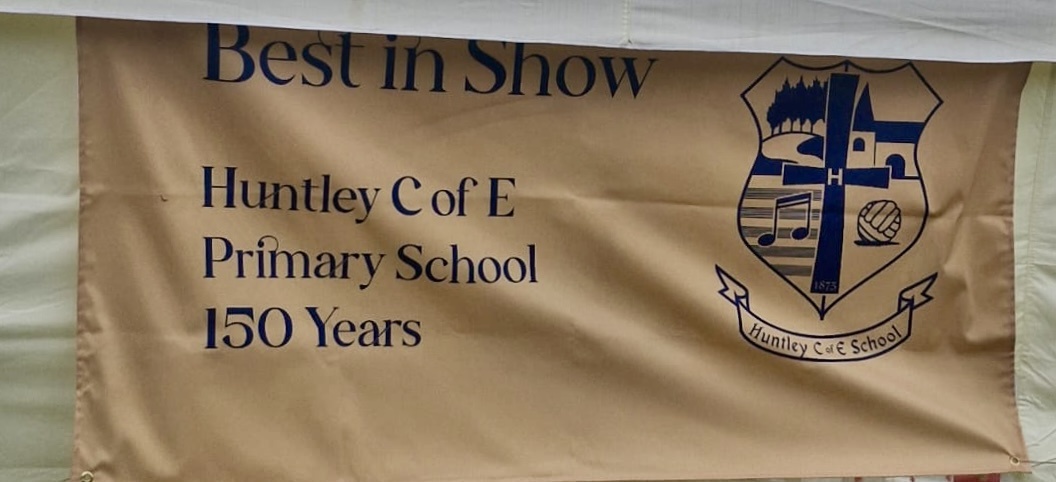 Best in Show
Huntley C of E
Primary School
150 Years
H
1875
Huntley C of E School